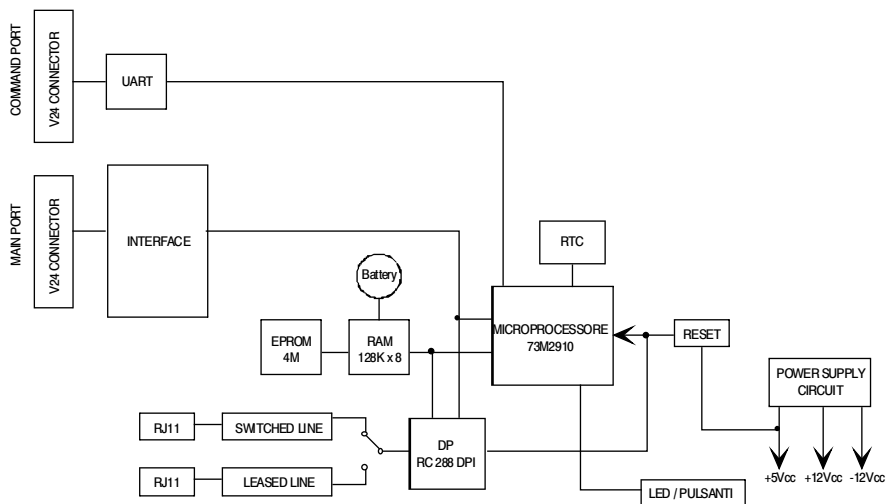 COMMAND PORT
V24 CONNECTOR
UART
MAIN PORT
V24 CONNECTOR
INTERFACE
RTC
Battery
EPROM
4M
RAM
128K x 8
MICROPROCESSORE
73M2910
RESET
POWER SUPPLY
CIRCUIT
RJ11
SWITCHED LINE
DP
RC 288 DPI
+5Vcc
+12Vcc
-12Vcc
RJ11
LEASED LINE
LED / PULSANTI